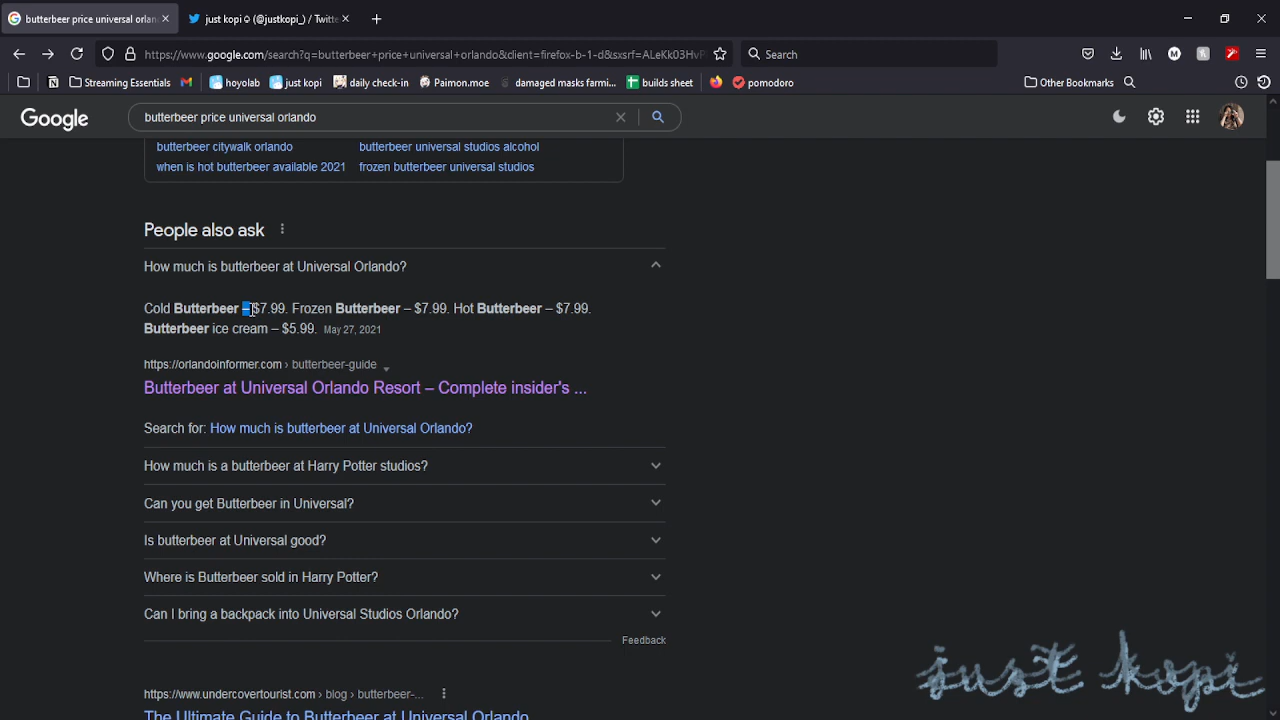 butterbeer price universal orlan
just kopi (@justkopi_) / Twitte
https://www.google.com/search?q=butterbeer+price+universal+orlando&client=firefox-b-1-d&sxsrf=ALeKk03HvP
Search
Streaming Essentials
hoyolab
just kopi
daily check-in
Paimon.moe
damaged masks farmi...
builds sheet
pomodoro
Other Bookmarks
Google
butterbeer price universal orlando
butterbeer citywalk orlando
butterbeer universal studios alcohol
when is hot butterbeer available 2021
frozen butterbeer universal studios
People also ask
How much is butterbeer at Universal Orlando?
Cold Butterbeer – $7.99. Frozen Butterbeer – $7.99. Hot Butterbeer – $7.99.
Butterbeer ice cream – $5.99. May 27, 2021
https://orlandoinformer.com › butterbeer-guide
Butterbeer at Universal Orlando Resort – Complete insider's ...
Search for: How much is butterbeer at Universal Orlando?
How much is a butterbeer at Harry Potter studios?
Can you get Butterbeer in Universal?
Is butterbeer at Universal good?
Where is Butterbeer sold in Harry Potter?
Can I bring a backpack into Universal Studios Orlando?
Feedback
https://www.undercovertourist.com › blog › butterbeer-...
The Ultimate Guide to Butterbeer at Universal Orlando
just kopi